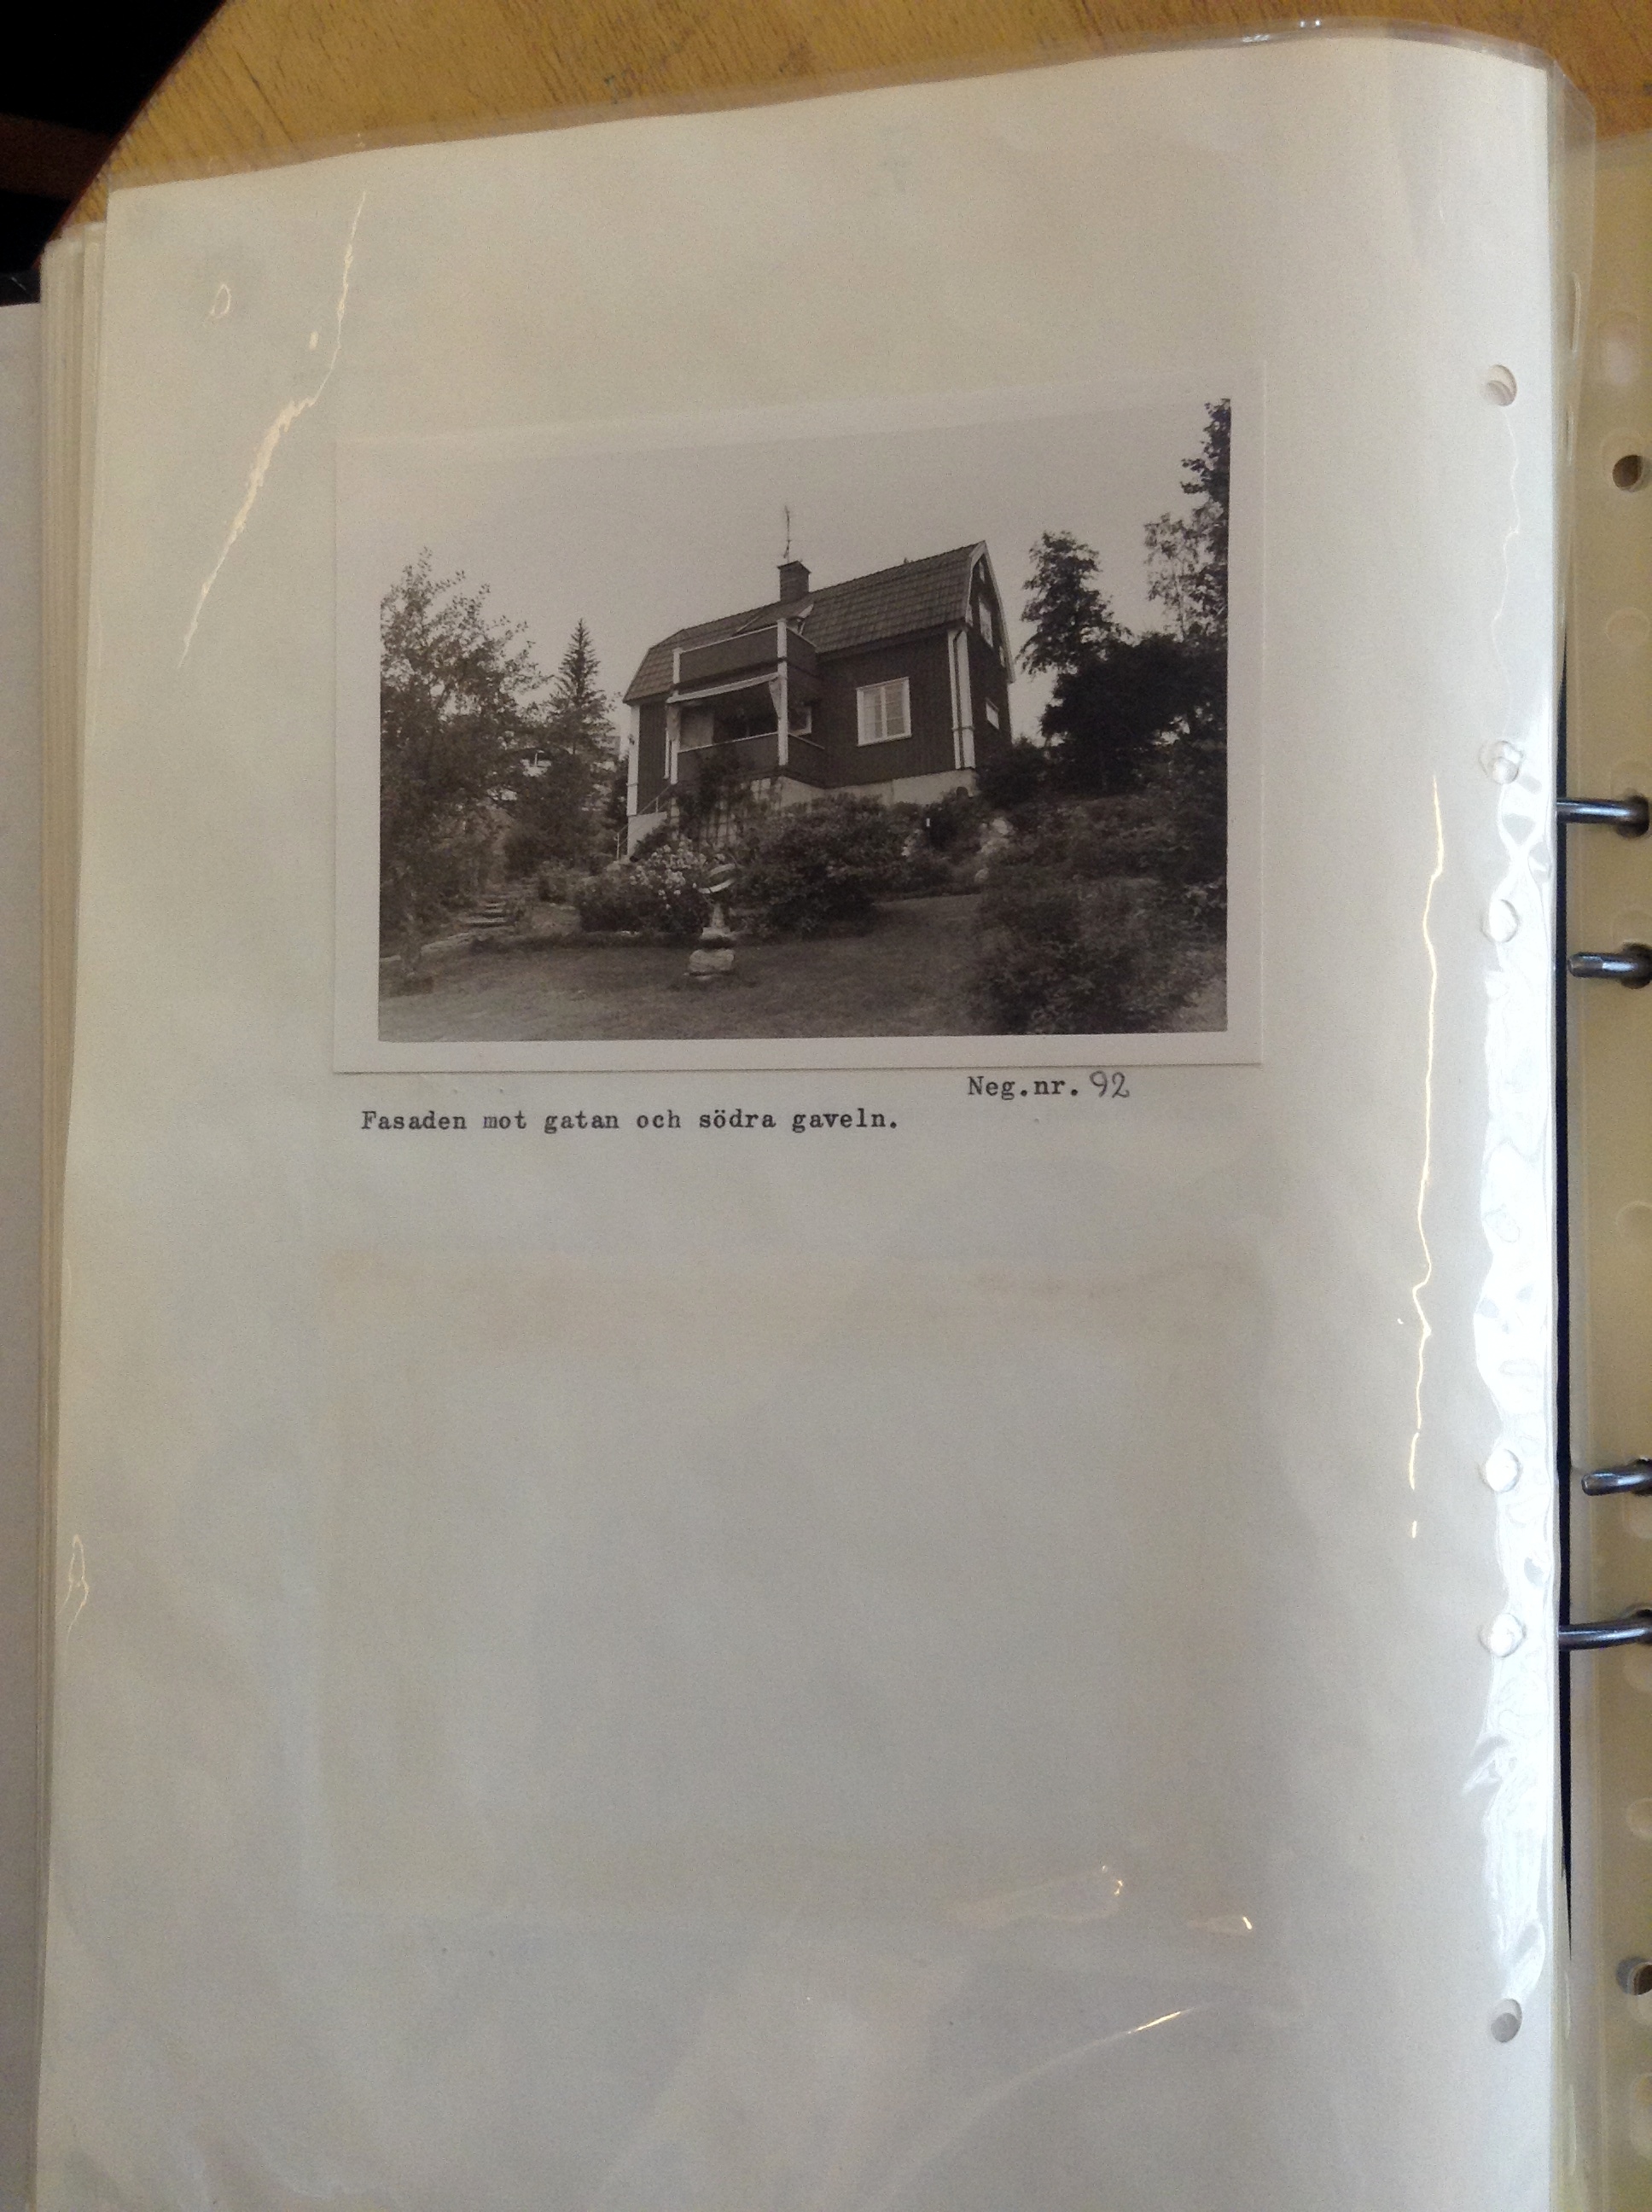 Neg.nr. 92
Fasaden mot gatan och södra gaveln.